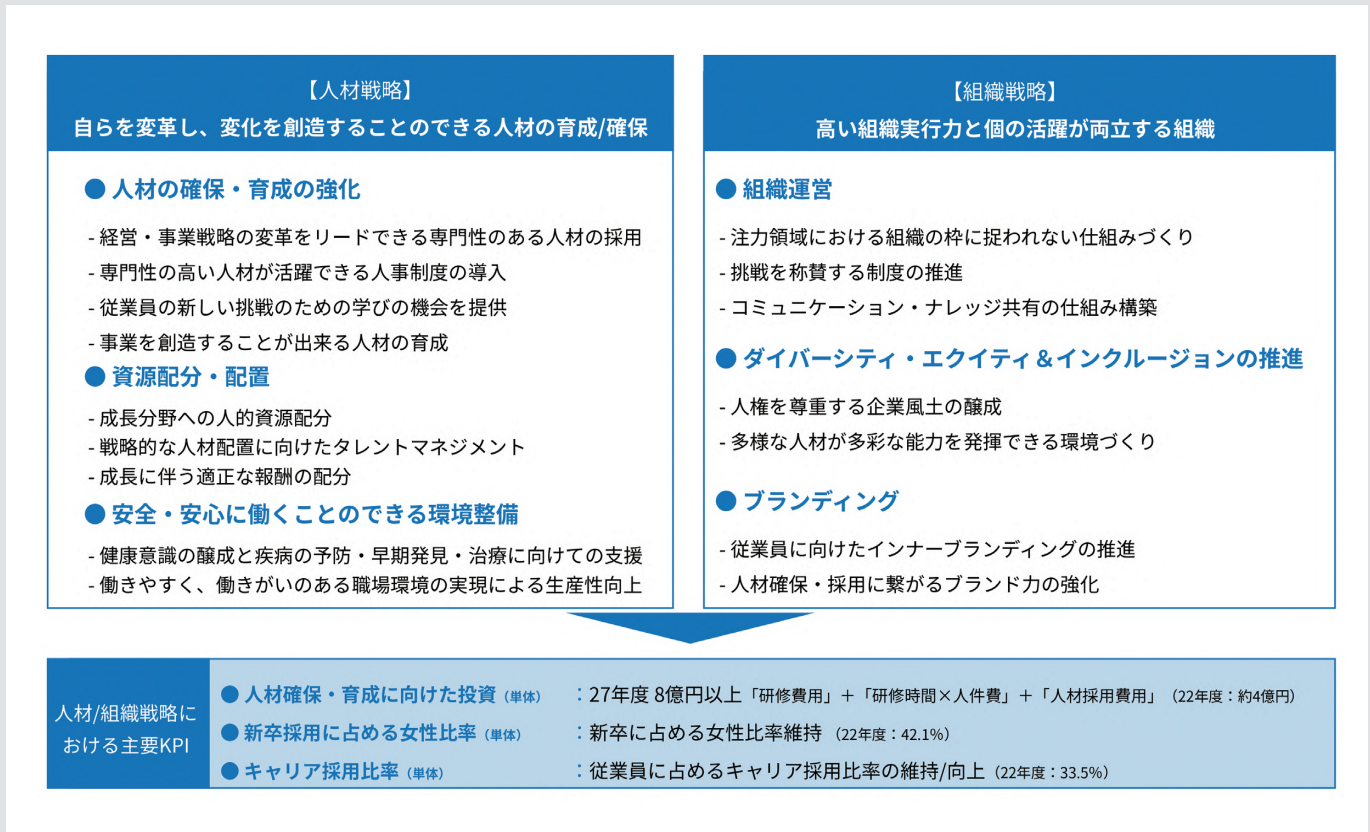 【人材戦略】
自らを変革し、変化を創造することのできる人材の育成/確保
● 人材の確保・育成の強化
- 経営・事業戦略の変革をリードできる専門性のある人材の採用
- 専門性の高い人材が活躍できる人事制度の導入
- 従業員の新しい挑戦のための学びの機会を提供
- 事業を創造することが出来る人材の育成
● 資源配分・配置
- 成長分野への人的資源配分
- 戦略的な人材配置に向けたタレントマネジメント
- 成長に伴う適正な報酬の配分
● 安全・安心に働くことのできる環境整備
- 健康意識の醸成と疾病の予防・早期発見・治療に向けての支援
- 働きやすく、働きがいのある職場環境の実現による生産性向上
【組織戦略】
高い組織実行力と個の活躍が両立する組織
● 組織運営
- 注力領域における組織の枠に捉われない仕組みづくり
- 挑戦を称賛する制度の推進
- コミュニケーション・ナレッジ共有の仕組み構築
● ダイバーシティ・エクイティ＆インクルージョンの推進
- 人権を尊重する企業風土の醸成
- 多様な人材が多彩な能力を発揮できる環境づくり
● ブランディング
- 従業員に向けたインナーブランディングの推進
- 人材確保・採用に繋がるブランド力の強化
人材/組織戦略に
おける主要KPI
● 人材確保・育成に向けた投資（単体）：27年度 8億円以上「研修費用」＋「研修時間×人件費」＋「人材採用費用」（22年度：約4億円）
● 新卒採用に占める女性比率（単体）：新卒に占める女性比率維持（22年度：42.1%）
● キャリア採用比率（単体）：従業員に占めるキャリア採用比率の維持/向上（22年度：33.5%）